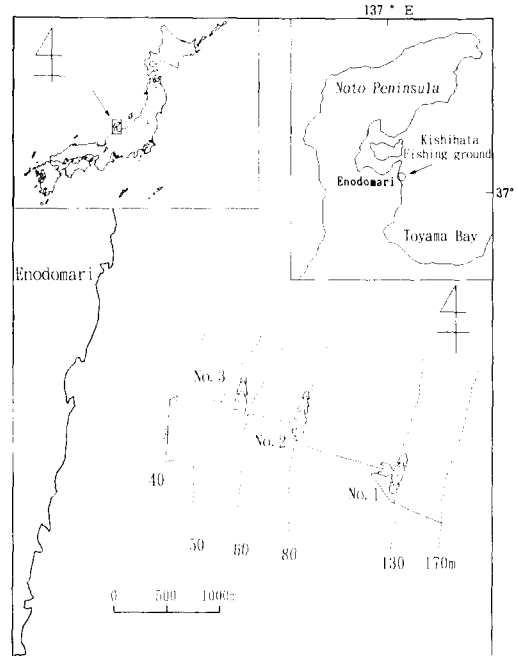 137° E
Noto Peninsula
Kishihata
Fishing ground
Enodomari
37°
Toyama Bay
Enodomari
No. 3
No. 2
No. 1
40
50
60
80
130
170m
0 500 1000m